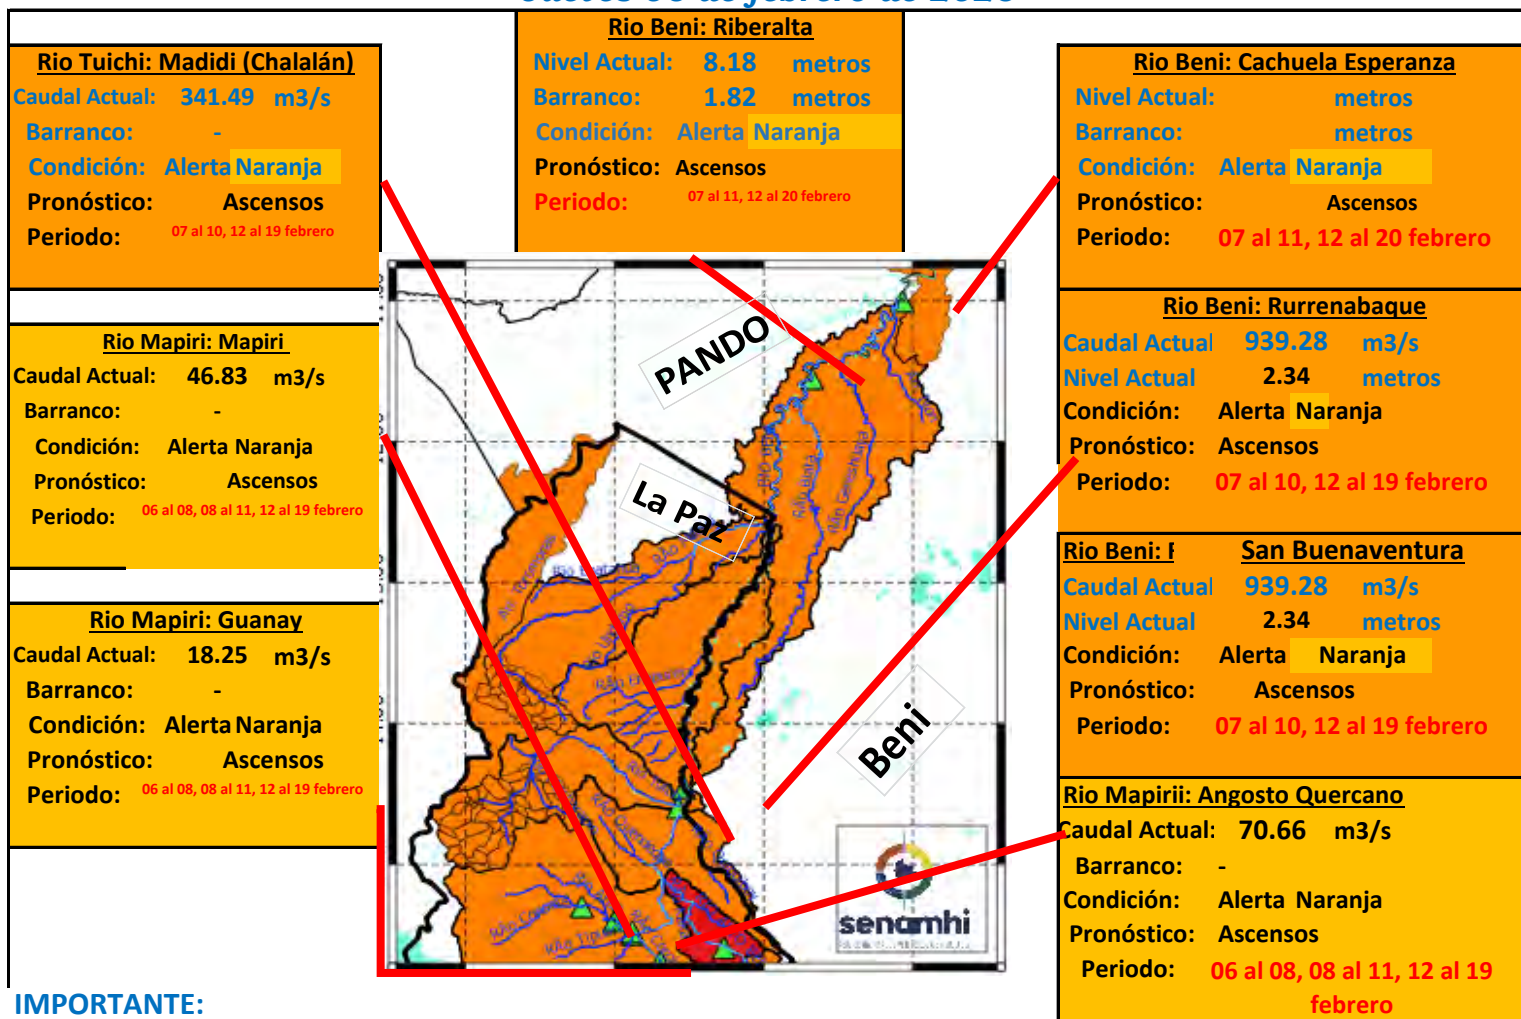 Rio Beni: Riberalta
Nivel Actual: 8.18 metros
Barranco: 1.82 metros
Condición: Alerta Naranja
Pronóstico: Ascensos
Periodo: 07 al 11, 12 al 20 febrero
Rio Tuichi: Madidi (Chalalán)
Caudal Actual: 341.49 m3/s
Barranco: -
Condición: Alerta Naranja
Pronóstico: Ascensos
Periodo: 07 al 10, 12 al 19 febrero
Rio Mapiri: Mapiri
Caudal Actual: 46.83 m3/s
Barranco: -
Condición: Alerta Naranja
Pronóstico: Ascensos
Periodo: 06 al 08, 08 al 11, 12 al 19 febrero
Rio Mapiri: Guanay
Caudal Actual: 18.25 m3/s
Barranco: -
Condición: Alerta Naranja
Pronóstico: Ascensos
Periodo: 06 al 08, 08 al 11, 12 al 19 febrero
PANDO
La Paz
Beni
senamhi
Rio Beni: Cachuela Esperanza
Nivel Actual: metros
Barranco: metros
Condición: Alerta Naranja
Pronóstico: Ascensos
Periodo: 07 al 11, 12 al 20 febrero
Rio Beni: Rurrenabaque
Caudal Actual 939.28 m3/s
Nivel Actual 2.34 metros
Condición: Alerta Naranja
Pronóstico: Ascensos
Periodo: 07 al 10, 12 al 19 febrero
Rio Beni: San Buenaventura
Caudal Actual 939.28 m3/s
Nivel Actual 2.34 metros
Condición: Alerta Naranja
Pronóstico: Ascensos
Periodo: 07 al 10, 12 al 19 febrero
Rio Mapirii: Angosto Quercano
Caudal Actual: 70.66 m3/s
Barranco: -
Condición: Alerta Naranja
Pronóstico: Ascensos
Periodo: 06 al 08, 08 al 11, 12 al 19
febrero
IMPORTANTE: